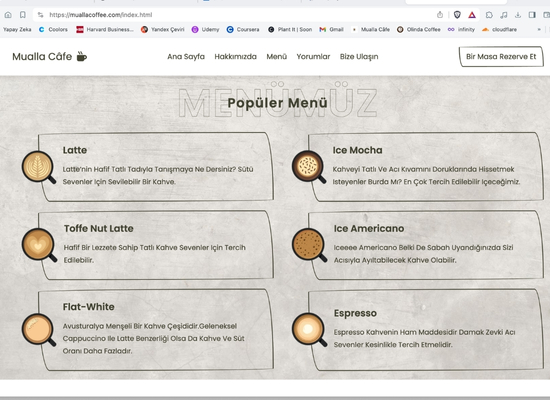 https://muallacoffee.com/index.html
Yapay Zeka
Coolors
Harvard Business...
Yandex Çeviri
Udemy
Coursera
Plant It | Soon
Gmail
Mualla Cafe
Olinda Coffee
infinity
cloudflare
Mualla Câfe
Ana Sayfa
Hakkımızda
Menü
Yorumlar
Bize Ulaşın
Bir Masa Rezerve Et
MENÜMÜZ
Popüler Menü
Latte
Latte'nin Hafif Tatlı Tadıyla Tanışmaya Ne Dersiniz? Sütü
Sevenler Için Sevilebilir Bir Kahve.
Ice Mocha
Kahveyi Tatlı Ve Acı Kıvamını Doruklarında Hissetmek
Isteyenler Burda Mı? En Çok Tercih Edilebilir Içeceğimiz.
Toffe Nut Latte
Hafif Bir Lezzete Sahip Tatlı Kahve Sevenler Için Tercih
Edilebilir.
Ice Americano
Iceeee Americano Belki De Sabah Uyandığınızda Sizi
Acısıyla Ayıltabilecek Kahve Olabilir.
Flat-White
Avusturalya Menşeli Bir Kahve Çeşididir.Geleneksel
Cappuccino Ile Latte Benzerliği Olsa Da Kahve Ve Süt
Oranı Daha Fazladır.
Espresso
Espresso Kahvenin Ham Maddesidir Damak Zevki Acı
Sevenler Kesinlikle Tercih Etmelidir.